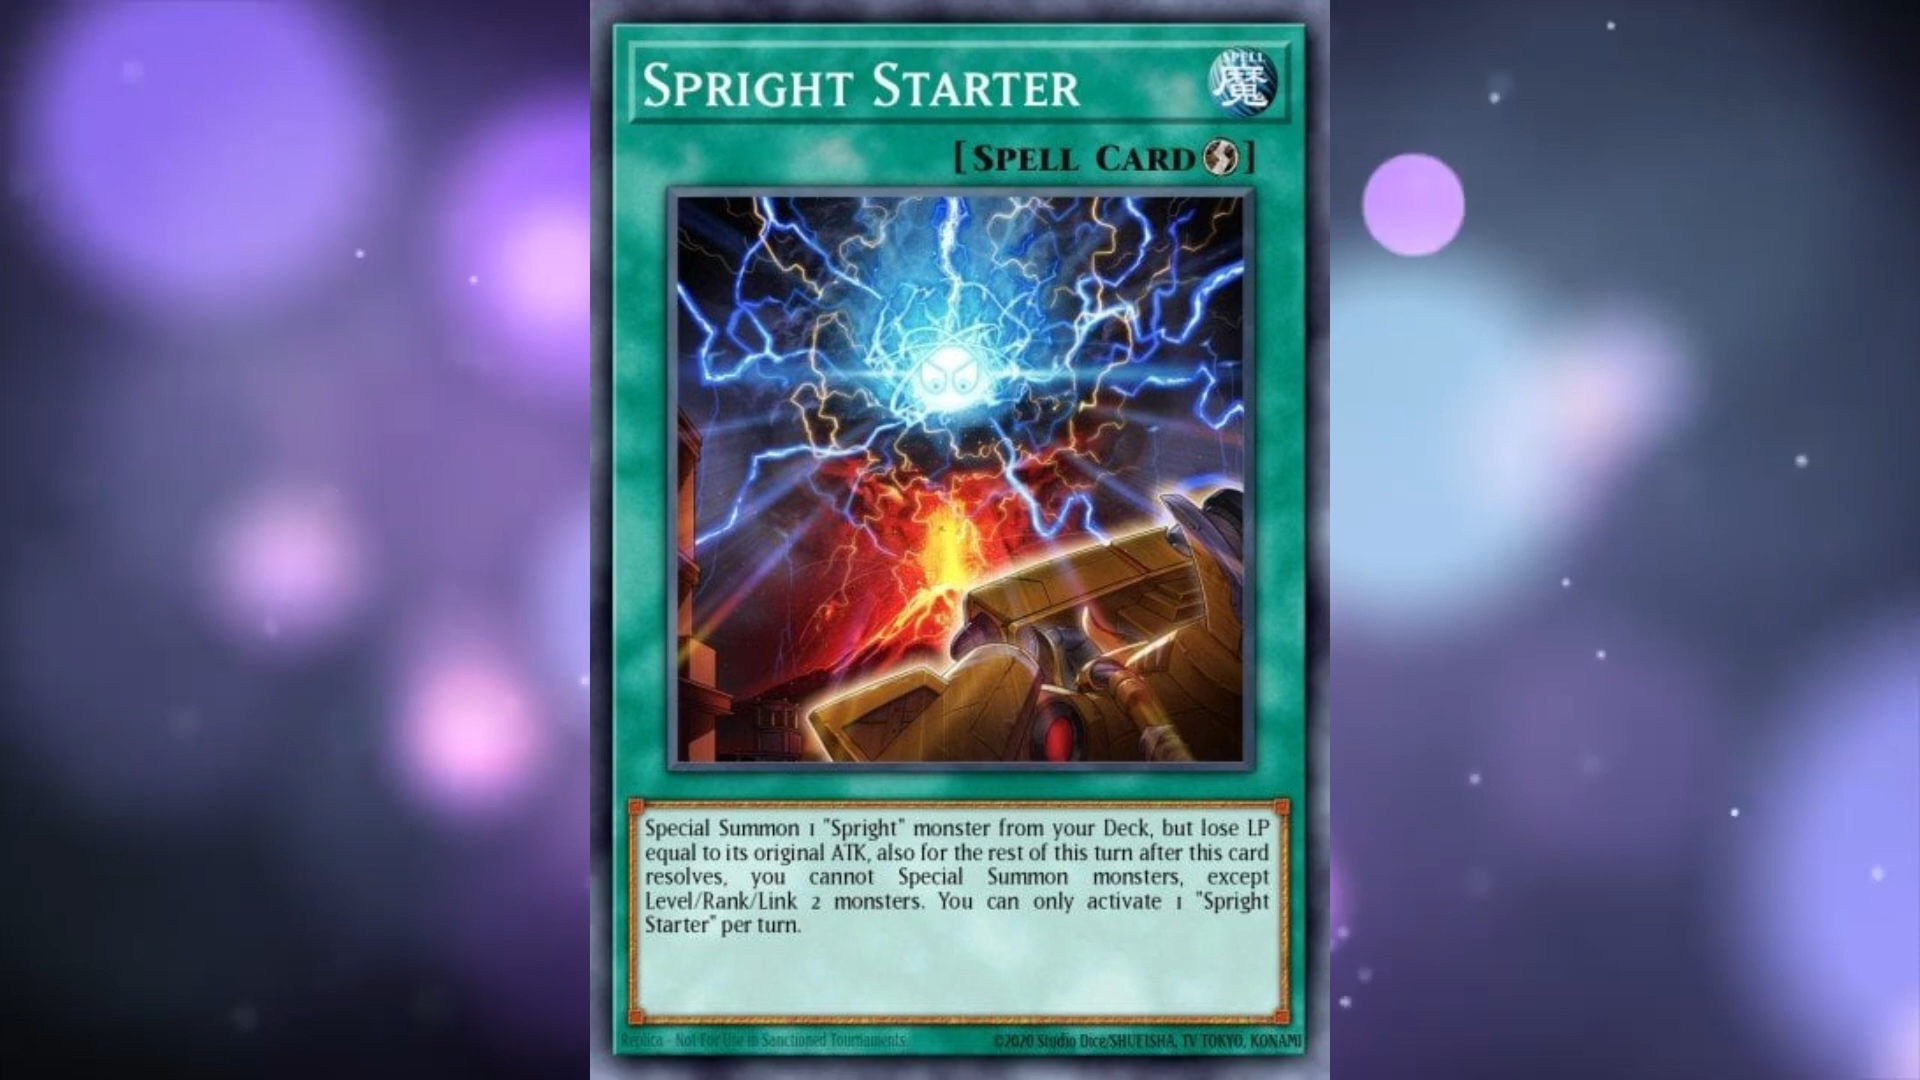 SPRIGHT STARTER
SPELL
魔
[SPELL CARD]
Special Summon 1 "Spright" monster from your Deck, but lose LP
equal to its original ATK, also for the rest of this turn after this card
resolves, you cannot Special Summon monsters, except
Level/Rank/Link 2 monsters. You can only activate 1 "Spright
Starter" per turn.
Replica - Not For Use in Sanctioned Tournaments
©2020 Studio Dice/SHUEISHA, TV TOKYO, KONAMI